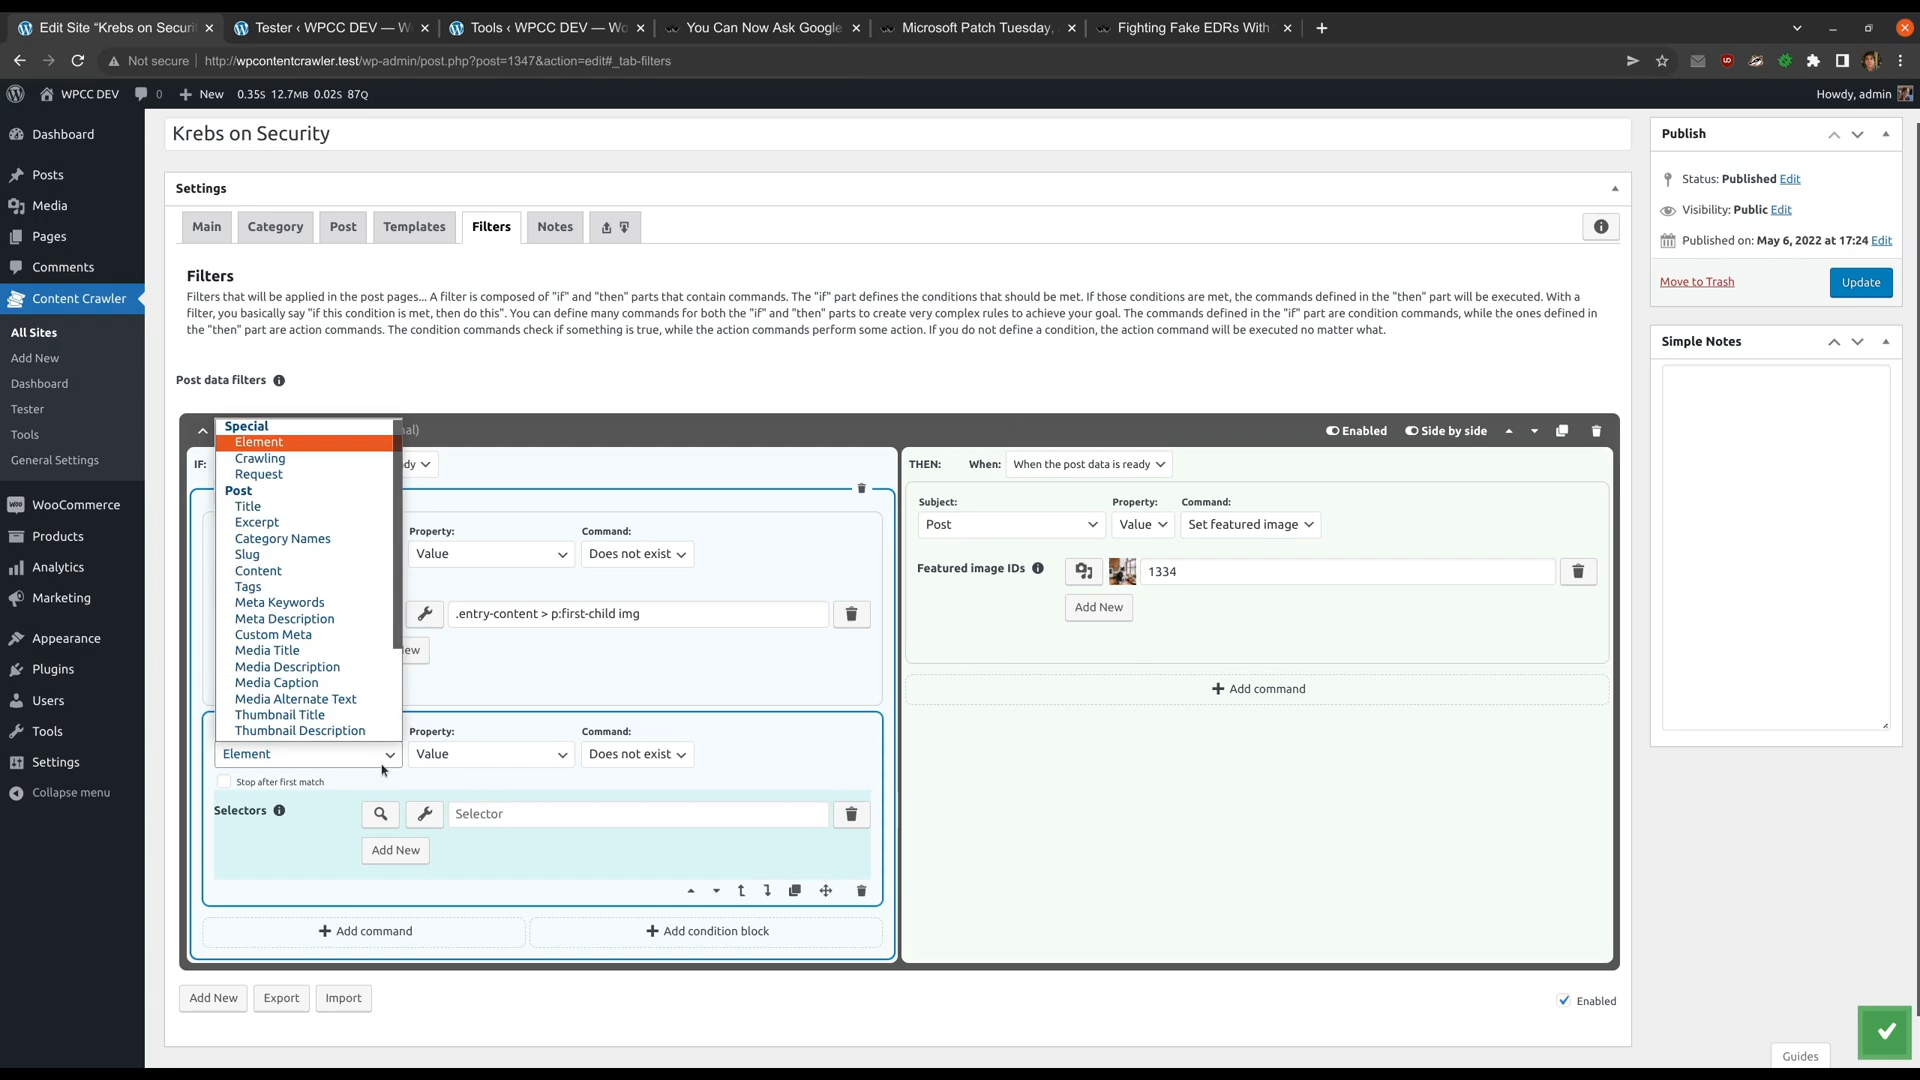 Edit Site “Krebs on Securi
Tester ‹ WPCC DEV — W
Tools ‹ WPCC DEV — Wo
You Can Now Ask Google
Microsoft Patch Tuesday,
Fighting Fake EDRs With
Not secure
http://wpcontentcrawler.test/wp-admin/post.php?post=1347&action=edit#_tab-filters
WPCC DEV
0
New
0.35s 12.7MB 0.02s 87Q
Howdy, admin
Dashboard
Posts
Media
Pages
Comments
Content Crawler
All Sites
Add New
Dashboard
Tester
Tools
General Settings
WooCommerce
Products
Analytics
Marketing
Appearance
Plugins
Users
Tools
Settings
Collapse menu
Krebs on Security
Settings
Main
Category
Post
Templates
Filters
Notes
Filters
Filters that will be applied in the post pages... A filter is composed of "if" and "then" parts that contain commands. The "if" part defines the conditions that should be met. If those conditions are met, the commands defined in the "then" part will be executed. With a
filter, you basically say "if this condition is met, then do this". You can define many commands for both the "if" and "then" parts to create very complex rules to achieve your goal. The commands defined in the "if" part are condition commands, while the ones defined in
the "then" part are action commands. The condition commands check if something is true, while the action commands perform some action. If you do not define a condition, the action command will be executed no matter what.
Post data filters
nal)
Enabled
Side by side
IF:
dy
Special
Element
Crawling
Request
Post
Title
Excerpt
Category Names
Slug
Content
Tags
Meta Keywords
Meta Description
Custom Meta
Media Title
Media Description
Media Caption
Media Alternate Text
Thumbnail Title
Thumbnail Description
Property:
Command:
Value
Does not exist
.entry-content > p:first-child img
ew
Property:
Command:
Element
Value
Does not exist
Stop after first match
Selectors
Selector
Add New
Add command
Add condition block
THEN:
When:
When the post data is ready
Subject:
Property:
Command:
Post
Value
Set featured image
Featured image IDs
1334
Add New
Add command
Add New
Export
Import
Enabled
Publish
Status: Published Edit
Visibility: Public Edit
Published on: May 6, 2022 at 17:24 Edit
Move to Trash
Update
Simple Notes
Guides